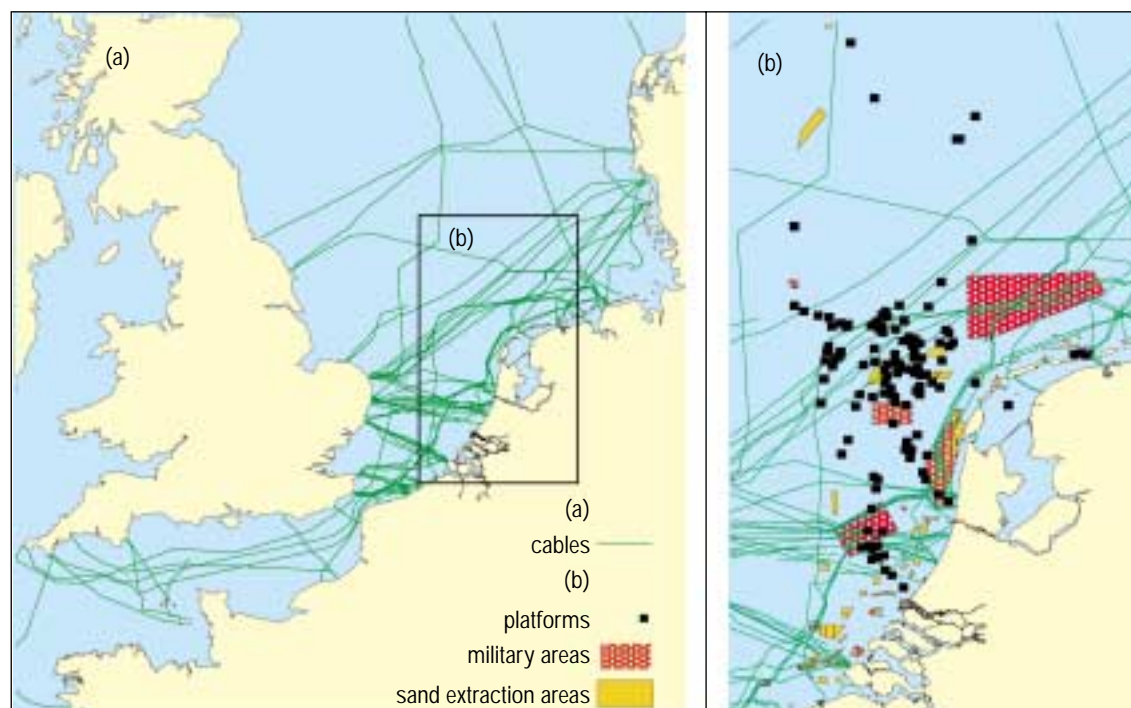 (a)
(b)
(a)
cables
(b)
platforms
military areas
sand extraction areas
(b)